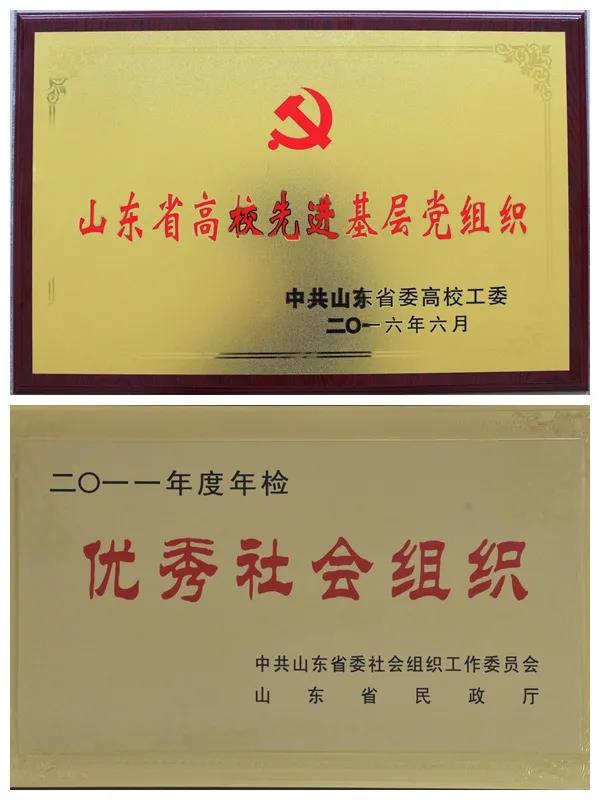 山东省高校先进基层党组织
中共山东省委高校工委
二〇一六年六月
二〇一一年度年检
优秀社会组织
中共山东省委社会组织工作委员会
山东省民政厅